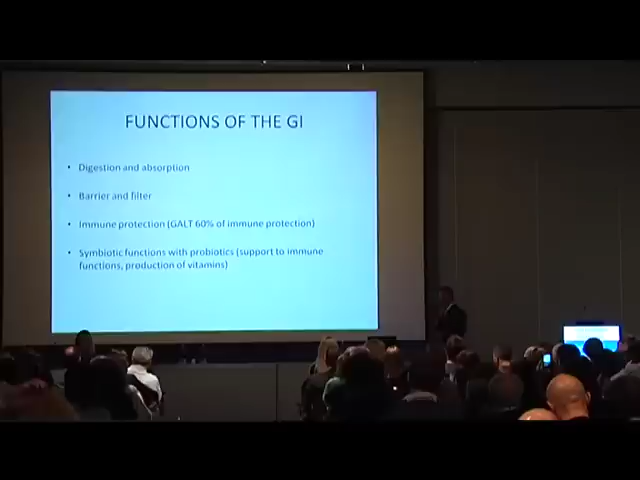 FUNCTIONS OF THE GI
• Digestion and absorption
• Barrier and filter
• Immune protection (GALT 60% of immune protection)
• Symbiotic functions with probiotics (support to immune
functions, production of vitamins)